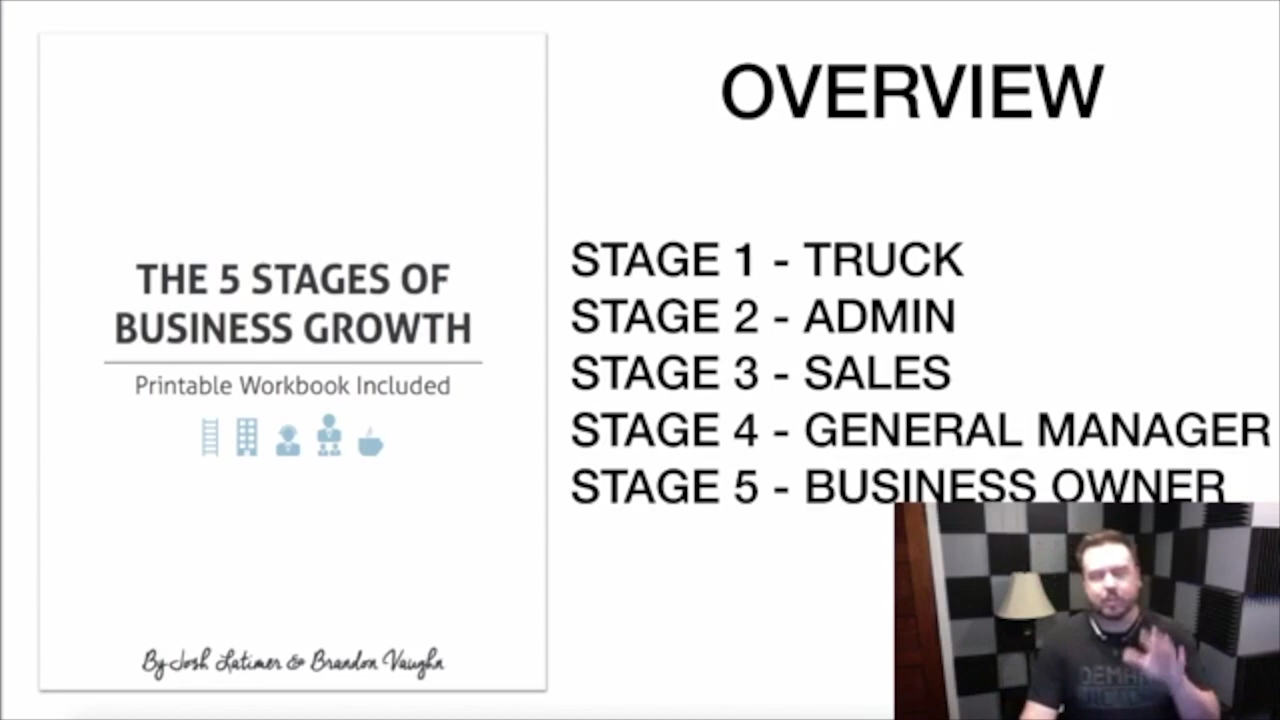 THE 5 STAGES OF
BUSINESS GROWTH
Printable Workbook Included
By Josh Latimer & Brandon Vaughn
OVERVIEW
STAGE 1 - TRUCK
STAGE 2 - ADMIN
STAGE 3 - SALES
STAGE 4 - GENERAL MANAGER
STAGE 5 - BUSINESS OWNER